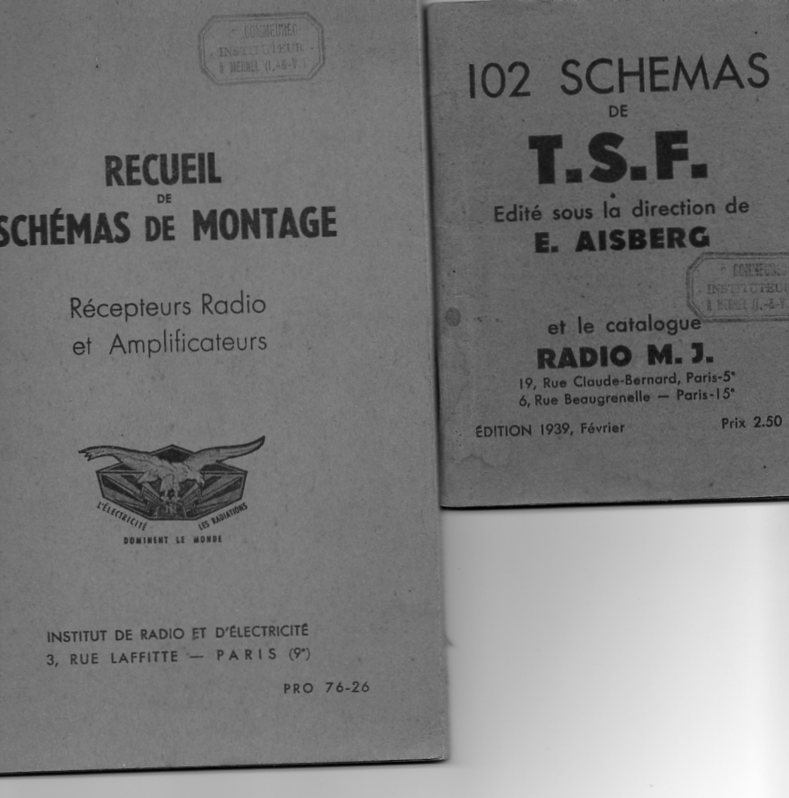 INSTITUTEUR
RECUEIL
DE
SCHÉMAS DE MONTAGE
Récepteurs Radio
et Amplificateurs
L'ÉLECTRICITÉ
LES RADIATIONS
DOMINENT LE MONDE
INSTITUT DE RADIO ET D'ÉLECTRICITÉ
3, RUE LAFFITTE — PARIS (9e)
PRO 76-26
102 SCHEMAS
DE
T.S.F.
Edité sous la direction de
E. AISBERG
INSTITUTEUR
et le catalogue
RADIO M. J.
19, Rue Claude-Bernard, Paris-5e
6, Rue Beaugrenelle — Paris-15e
ÉDITION 1939, Février
Prix 2.50